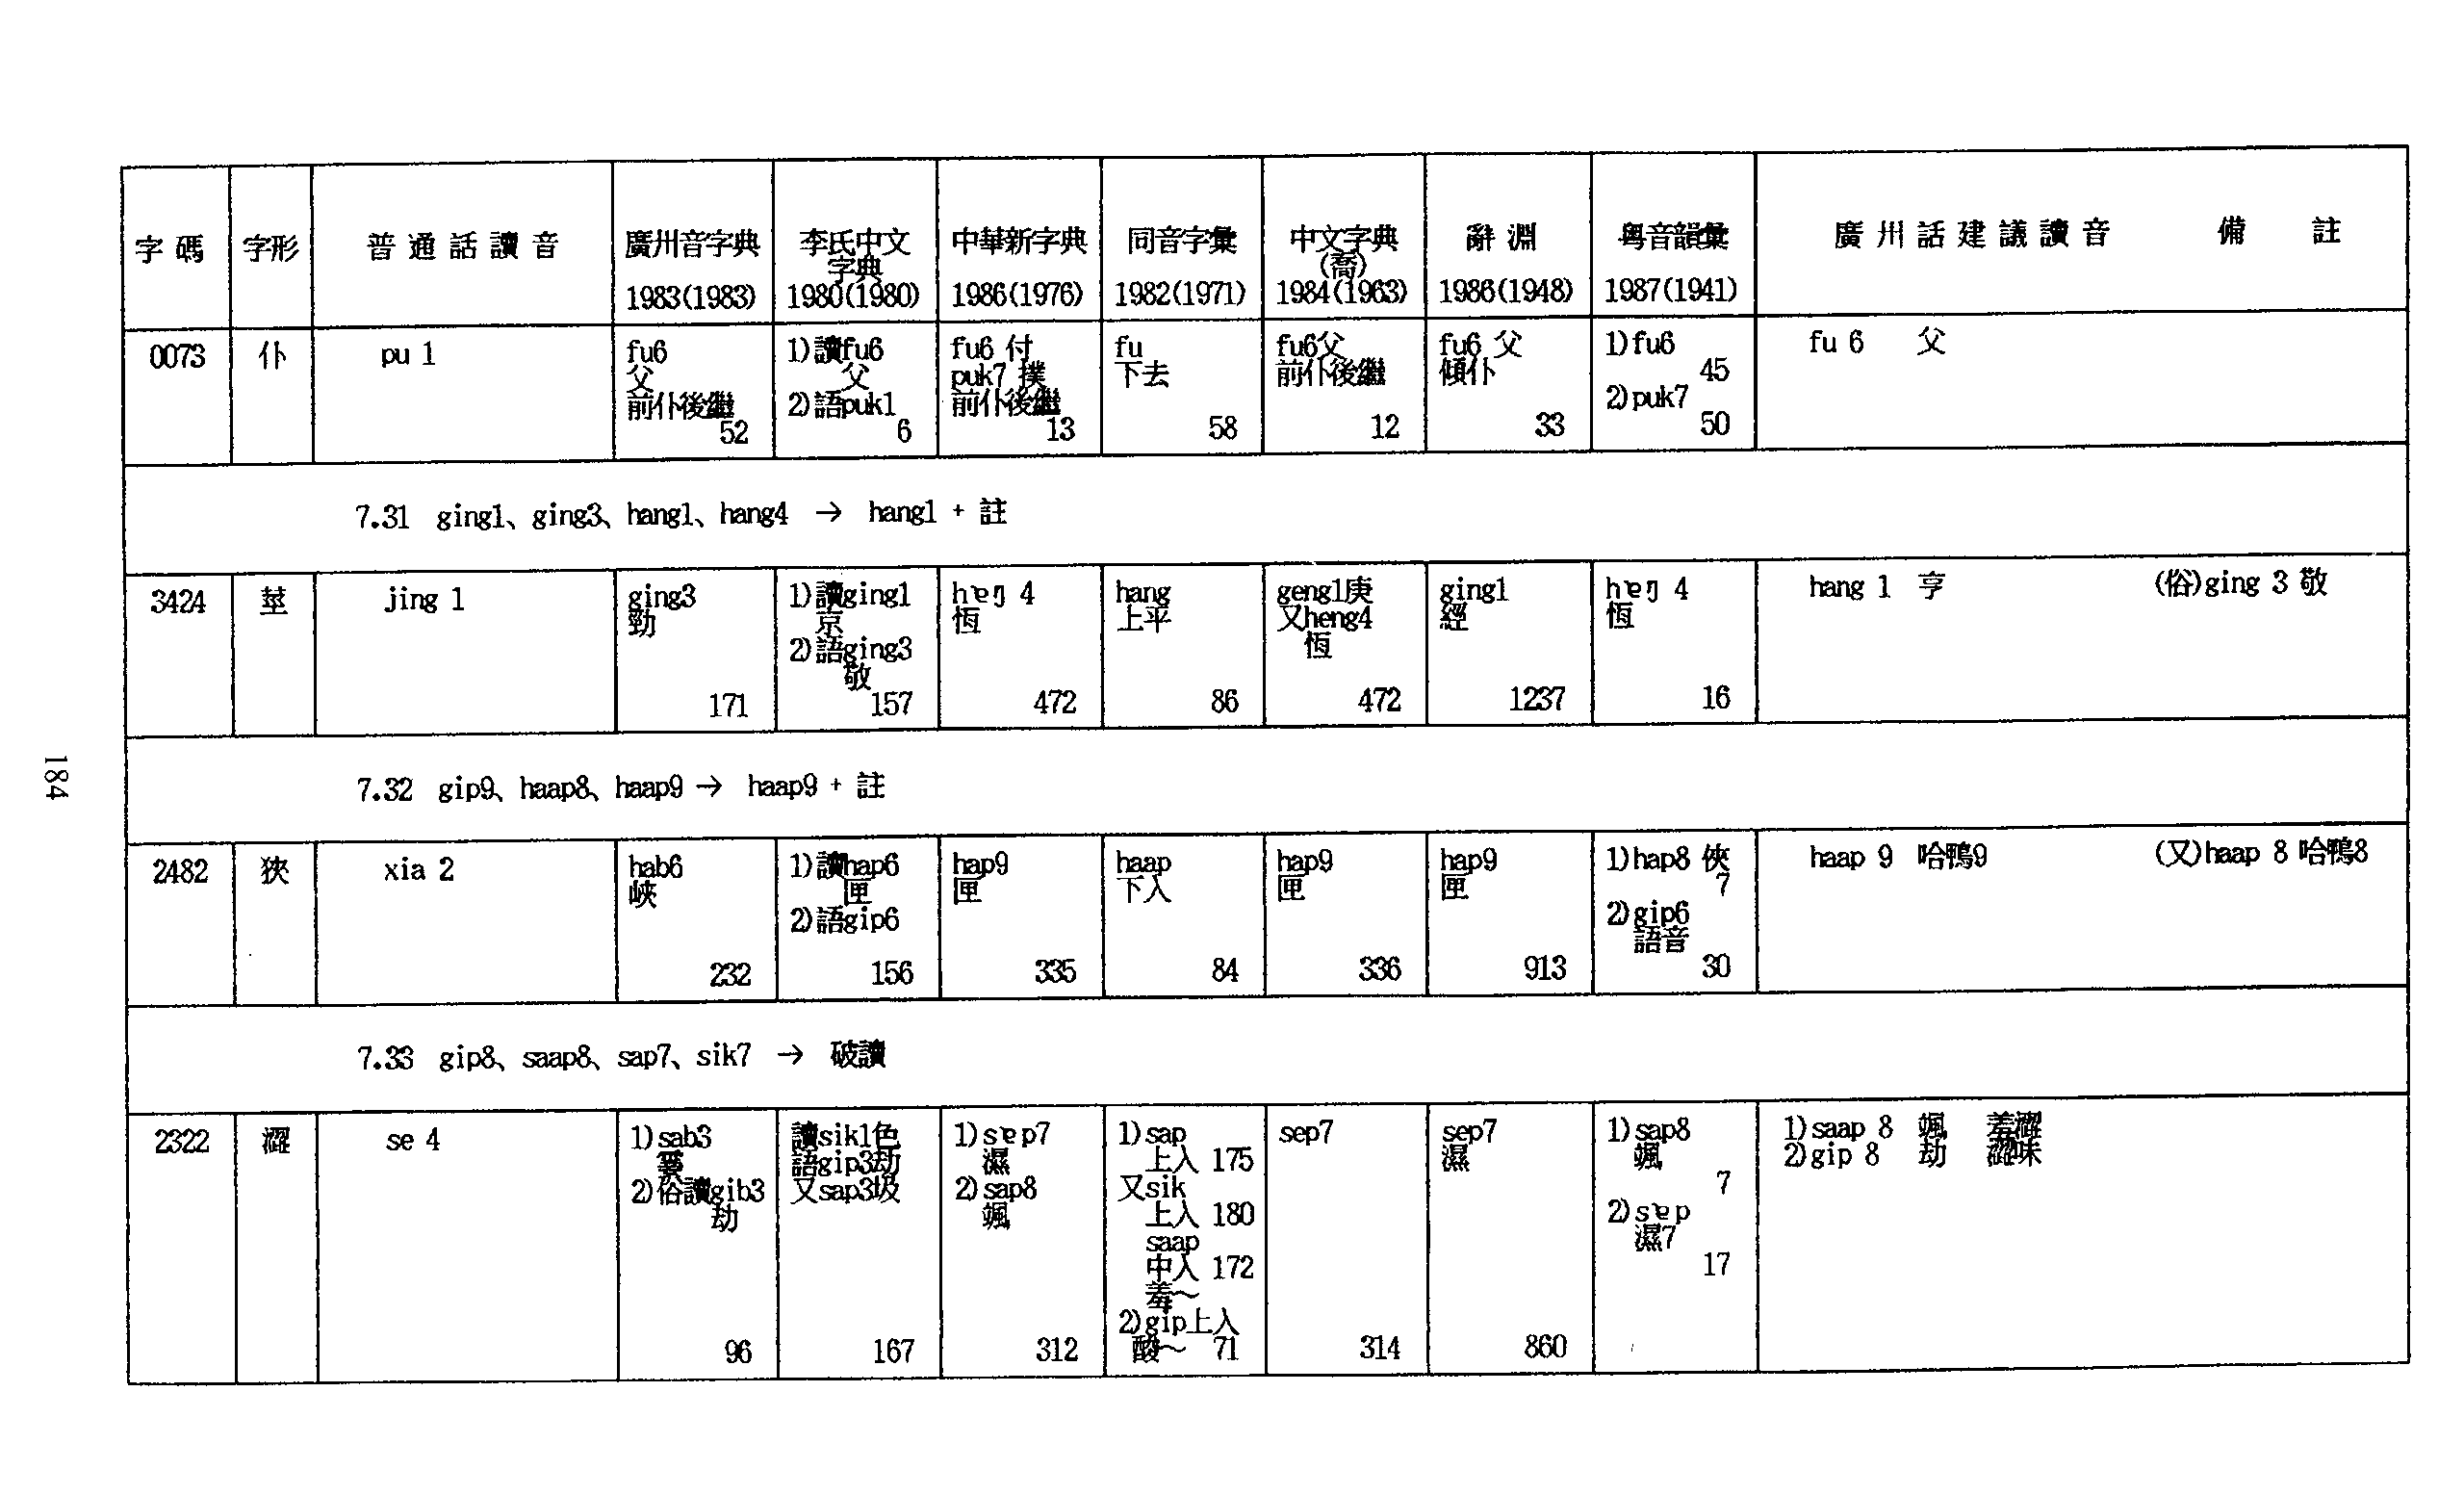 字碼 字形 普通話讀音 廣州音字典 李氏中文 中華新字典 同音字彙 中文字典 辭淵 粵音韻彙 廣州話建議讀音 備註
字典 (喬)
1983(1983) 1980(1980) 1986(1976) 1982(1971) 1984(1963) 1986(1948) 1987(1941)
0073 仆 pu 1
fu6
父
前仆後繼
52
1)讀fu6
父
2)語puk1
6
fu6 付
puk7 撲
前仆後繼
13
fu
下去
58
fu6父
前仆後繼
12
fu6 父
傾仆
33
1)fu6
45
2)puk7
50
fu 6 父
7.31 ging1、ging3、hang1、hang4 → hang1 + 註
3424 莖 jing 1
ging3
勁
171
1)讀ging1
京
2)語ging3
敬
157
hɐŋ 4
恆
472
hang
上平
86
geng1庚
又heng4
恆
472
ging1
經
1237
hɐŋ 4
恆
16
hang 1 亨 (俗)ging 3 敬
7.32 gip9、haap8、haap9 → haap9 + 註
2482 狹 xia 2
hab6
峽
232
1)讀hap6
匣
2)語gip6
156
hap9
匣
335
haap
下入
84
hap9
匣
336
hap9
匣
913
1)hap8 俠
7
2)gip6
語音
30
haap 9 哈鴨9 (又)haap 8 哈鴨8
7.33 gip8、saap8、sap7、sik7 → 破讀
2322 澀 se 4
1)sab3
2)俗讀gib3
劫
96
讀sik1色
語gip3劫
又sap3圾
167
1)sɐp7
濕
2)sap8
颯
312
1)sap
上入 175
又sik
上入 180
saap
中入 172
羞～
2)gip上入
酸～ 71
sep7
314
sep7
濕
860
1)sap8
颯
7
2)sɐp
濕7
17
1)saap 8 颯 羞澀
2)gip 8 劫 澀味
184